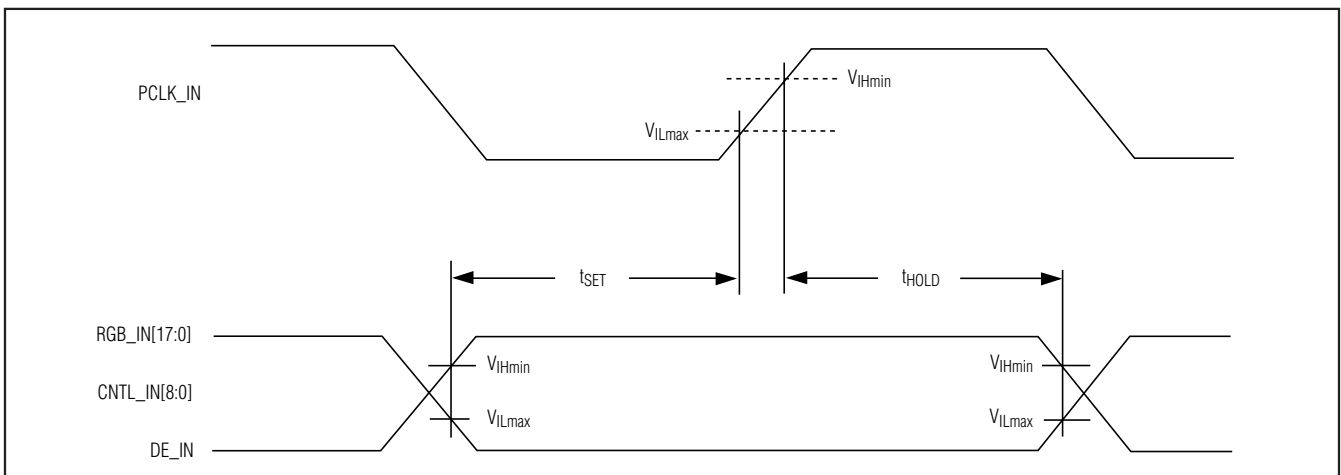 PCLK_IN
VIHmin
VILmax
tSET
tHOLD
RGB_IN[17:0]
VIHmin
VIHmin
CNTL_IN[8:0]
VILmax
VILmax
DE_IN